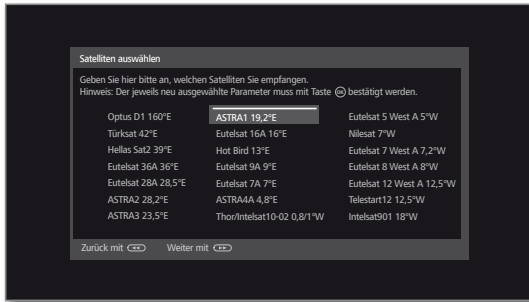 Satelliten auswählen
Geben Sie hier bitte an, welchen Satelliten Sie empfangen.
Hinweis: Der jeweils neu ausgewählte Parameter muss mit Taste OK bestätigt werden.
Optus D1 160°E ASTRA1 19,2°E Eutelsat 5 West A 5°W
Türksat 42°E Eutelsat 16A 16°E Nilesat 7°W
Hellas Sat2 39°E Hot Bird 13°E Eutelsat 7 West A 7,2°W
Eutelsat 36A 36°E Eutelsat 9A 9°E Eutelsat 8 West A 8°W
Eutelsat 28A 28,5°E Eutelsat 7A 7°E Eutelsat 12 West A 12,5°W
ASTRA2 28,2°E ASTRA4A 4,8°E Telestart12 12,5°W
ASTRA3 23,5°E Thor/Intelsat10-02 0,8/1°W Intelsat901 18°W
Zurück mit Weiter mit